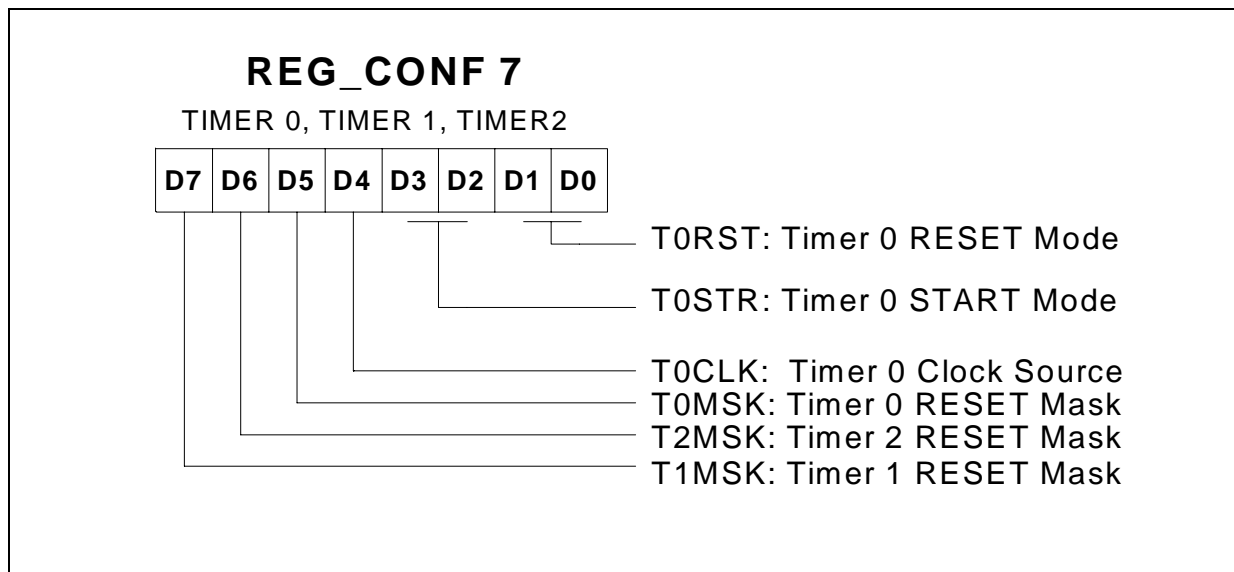 REG_CONF 7
TIMER 0, TIMER 1, TIMER2
D7 D6 D5 D4 D3 D2 D1 D0
T0RST: Timer 0 RESET Mode
T0STR: Timer 0 START Mode
T0CLK: Timer 0 Clock Source
T0MSK: Timer 0 RESET Mask
T2MSK: Timer 2 RESET Mask
T1MSK: Timer 1 RESET Mask